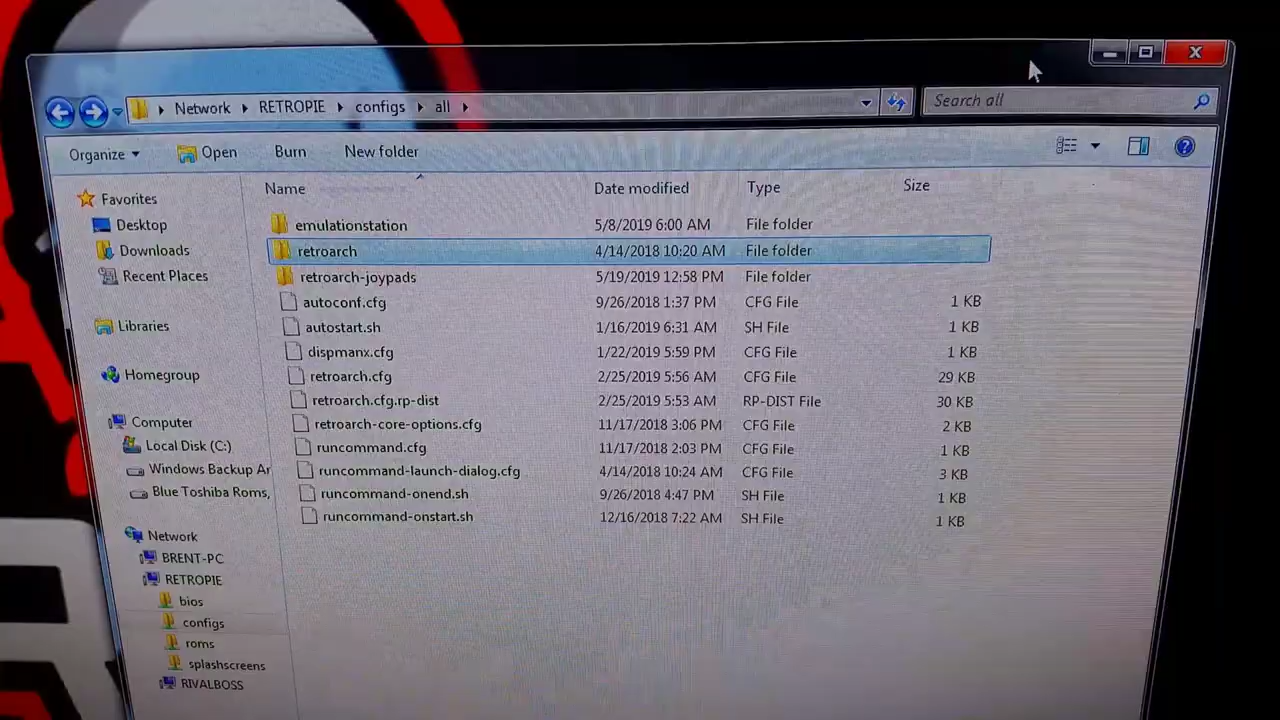 Network RETROPIE configs all
Search all
Organize Open Burn New folder
Name Date modified Type Size
Favorites
Desktop
Downloads
Recent Places
Libraries
Homegroup
Computer
Local Disk (C:)
Windows Backup Ar
Blue Toshiba Roms,
Network
BRENT-PC
RETROPIE
bios
configs
roms
splashscreens
RIVALBOSS
emulationstation 5/8/2019 6:00 AM File folder
retroarch 4/14/2018 10:20 AM File folder
retroarch-joypads 5/19/2019 12:58 PM File folder
autoconf.cfg 9/26/2018 1:37 PM CFG File 1 KB
autostart.sh 1/16/2019 6:31 AM SH File 1 KB
dispmanx.cfg 1/22/2019 5:59 PM CFG File 1 KB
retroarch.cfg 2/25/2019 5:56 AM CFG File 29 KB
retroarch.cfg.rp-dist 2/25/2019 5:53 AM RP-DIST File 30 KB
retroarch-core-options.cfg 11/17/2018 3:06 PM CFG File 2 KB
runcommand.cfg 11/17/2018 2:03 PM CFG File 1 KB
runcommand-launch-dialog.cfg 4/14/2018 10:24 AM CFG File 3 KB
runcommand-onend.sh 9/26/2018 4:47 PM SH File 1 KB
runcommand-onstart.sh 12/16/2018 7:22 AM SH File 1 KB